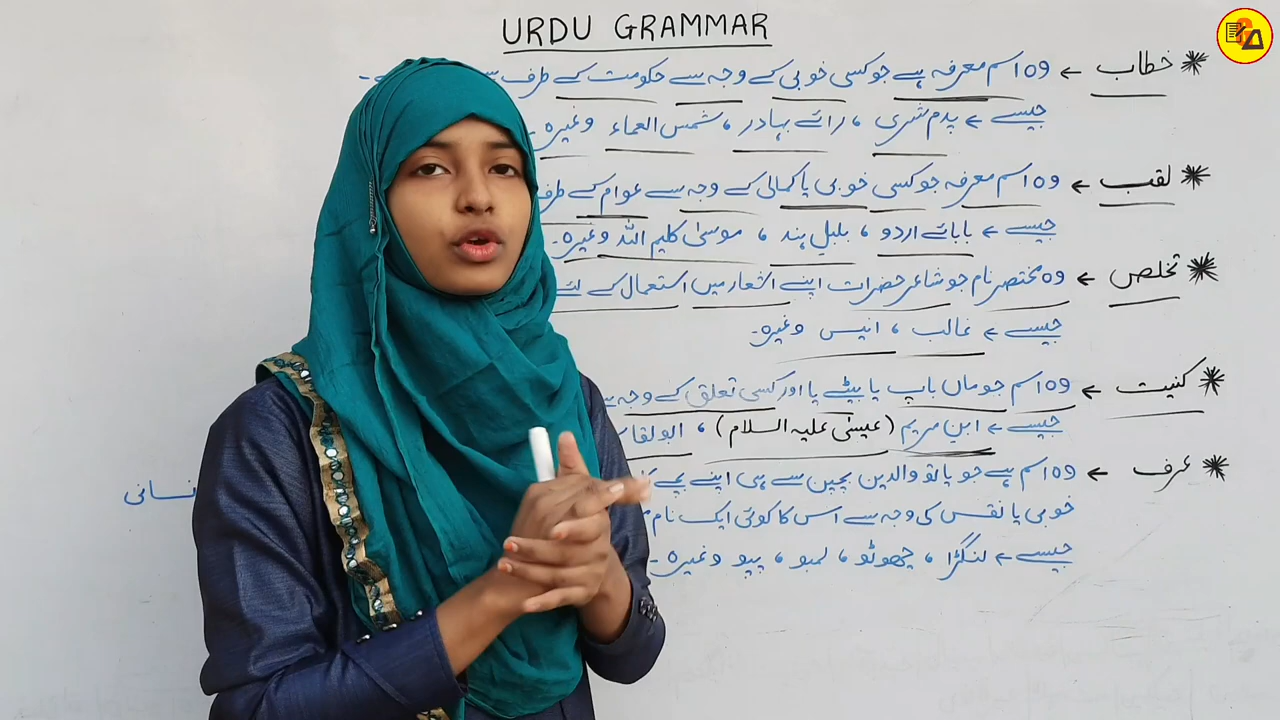 URDU GRAMMAR
* خطاب ← وہ اسم معرفہ ہے جو کسی خوبی کے وجہ سے حکومت کے طرف
جیسے ← پدم شری ، رائے بہادر ، شمس العماء وغیرہ ۔
* لقب ← وہ اسم معرفہ جو کسی خوبی یا کمالی کے وجہ سے عوام کے طرف
جیسے ← بابائے اردو ، بلبل ہند ، موسیٰ کلیم اللہ وغیرہ ۔
* تخلص ← وہ مختصر نام جو شاعر حضرات اپنے اشعار میں استعمال کے لئے
جیسے ← غالب ، انیس وغیرہ ۔
* کنیت ← وہ اسم جو ماں باپ یا بیٹے یا اور کسی تعلق کے وجہ
جیسے ← ابن مریم (عیسیٰ علیہ السلام) ،
* عرف ← وہ اسم ہے جو یا تو والدین بچپن سے ہی اپنے بچے
خوبی یا نقس کی وجہ سے اس کا کوئی ایک نام
جیسے ← لنگڑا ، چھوٹو ، لمبو ، پپو وغیرہ ۔